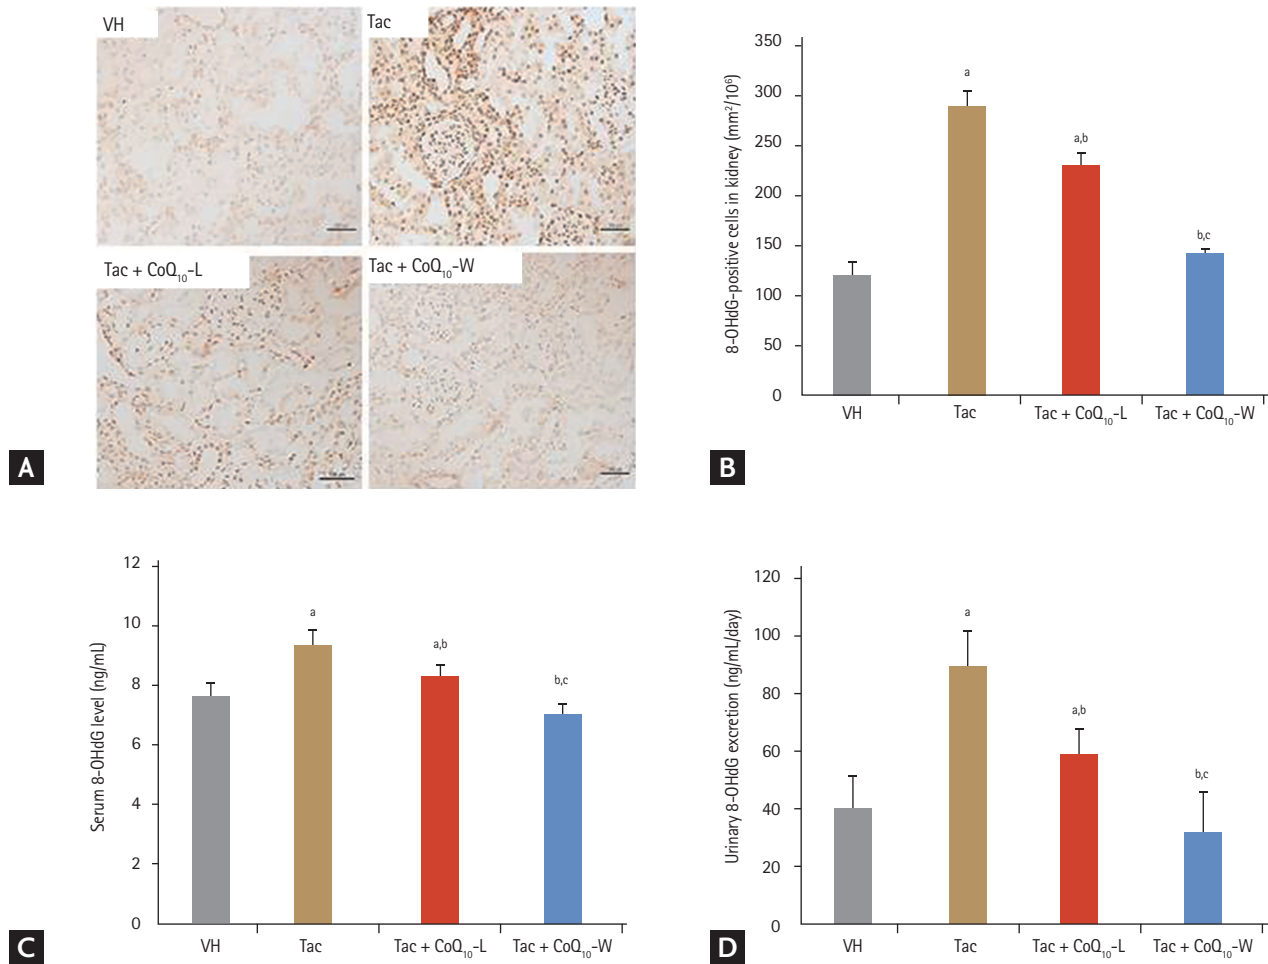 VH
Tac
Tac + CoQ10-L
Tac + CoQ10-W
A
8-OHdG-positive cells in kidney (mm²/10⁶)
350
300
250
200
150
100
50
0
a
a,b
b,c
VH
Tac
Tac + CoQ10-L
Tac + CoQ10-W
B
Serum 8-OHdG level (ng/mL)
12
10
8
6
4
2
0
a
a,b
b,c
VH
Tac
Tac + CoQ10-L
Tac + CoQ10-W
C
Urinary 8-OHdG excretion (ng/mL/day)
120
100
80
60
40
20
0
a
a,b
b,c
VH
Tac
Tac + CoQ10-L
Tac + CoQ10-W
D